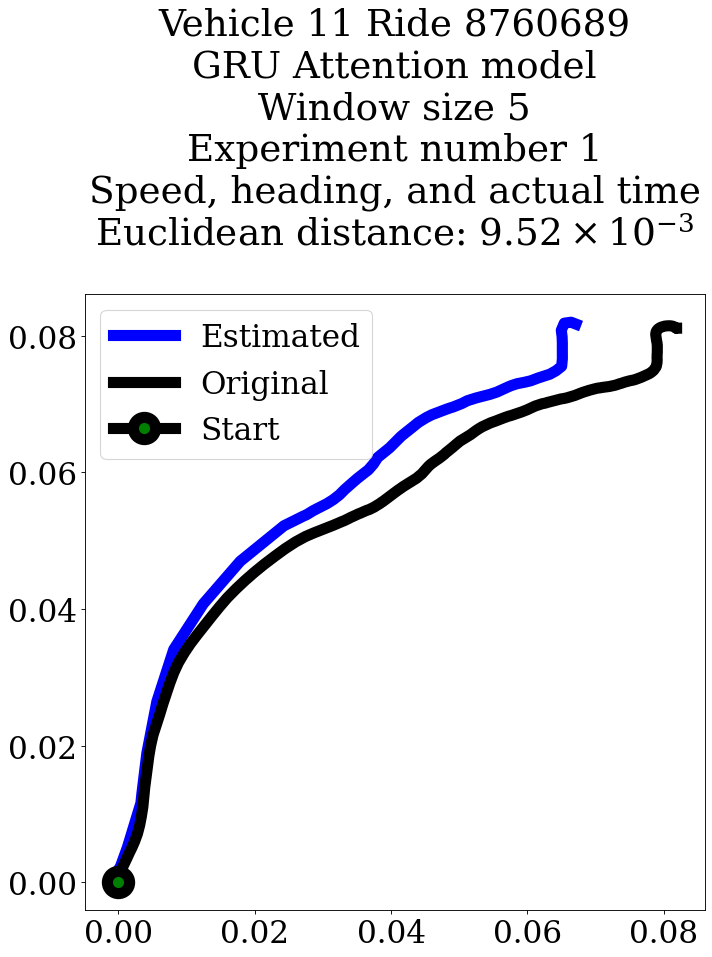 Vehicle 11 Ride 8760689
GRU Attention model
Window size 5
Experiment number 1
Speed, heading, and actual time
Euclidean distance: 9.52 × 10⁻³
Estimated
Original
Start
0.08
0.06
0.04
0.02
0.00
0.00 0.02 0.04 0.06 0.08